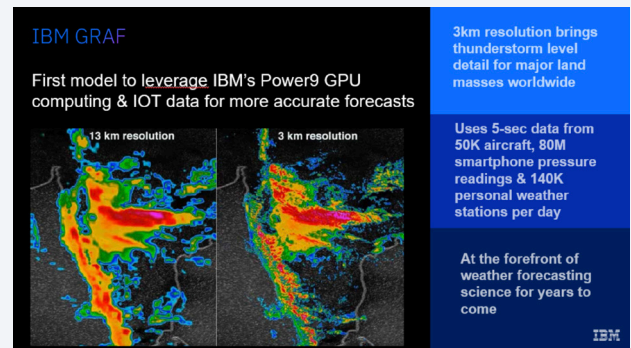 IBM GRAF
First model to leverage IBM's Power9 GPU
computing & IOT data for more accurate forecasts
13 km resolution
3 km resolution
3km resolution brings
thunderstorm level
detail for major land
masses worldwide
Uses 5-sec data from
50K aircraft, 80M
smartphone pressure
readings & 140K
personal weather
stations per day
At the forefront of
weather forecasting
science for years to
come
IBM